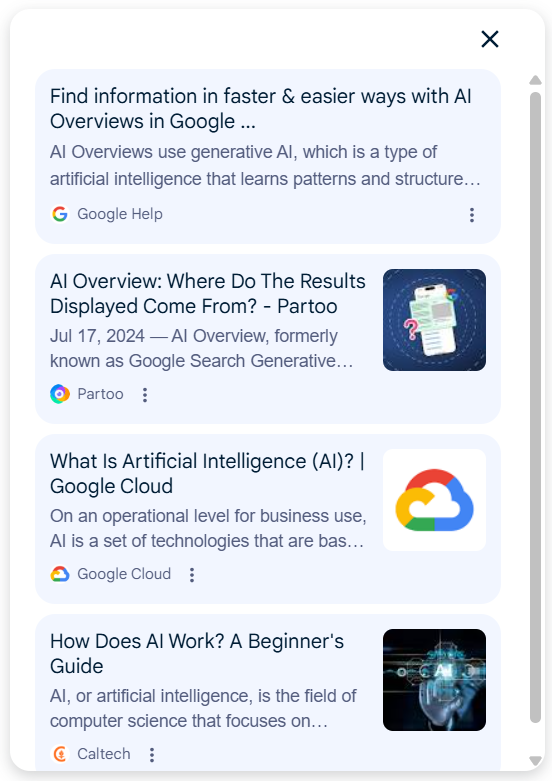 Find information in faster & easier ways with AI
Overviews in Google ...
AI Overviews use generative AI, which is a type of
artificial intelligence that learns patterns and structure…
Google Help
AI Overview: Where Do The Results
Displayed Come From? - Partoo
Jul 17, 2024 — AI Overview, formerly
known as Google Search Generative…
Partoo
What Is Artificial Intelligence (AI)? |
Google Cloud
On an operational level for business use,
AI is a set of technologies that are bas…
Google Cloud
How Does AI Work? A Beginner's
Guide
AI, or artificial intelligence, is the field of
computer science that focuses on…
Caltech